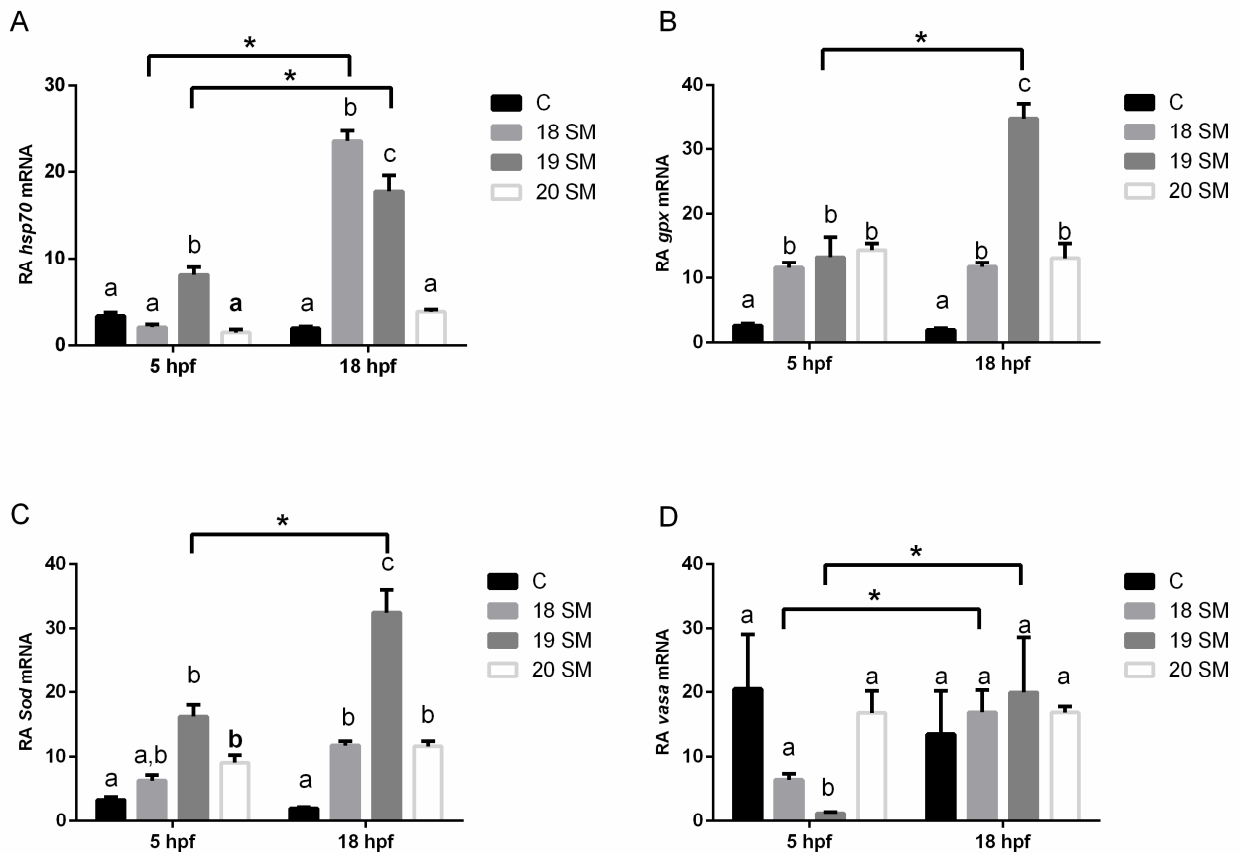 A
*
*
30
20
10
0
RA hsp70 mRNA
a
a
b
a
a
b
c
a
5 hpf
18 hpf
C
18 SM
19 SM
20 SM
B
*
40
30
20
10
0
RA gpx mRNA
a
b
b
b
a
b
c
b
5 hpf
18 hpf
C
18 SM
19 SM
20 SM
C
*
40
30
20
10
0
RA Sod mRNA
a
a,b
b
b
a
b
c
b
5 hpf
18 hpf
C
18 SM
19 SM
20 SM
D
*
*
40
30
20
10
0
RA vasa mRNA
a
a
b
a
a
a
a
a
5 hpf
18 hpf
C
18 SM
19 SM
20 SM